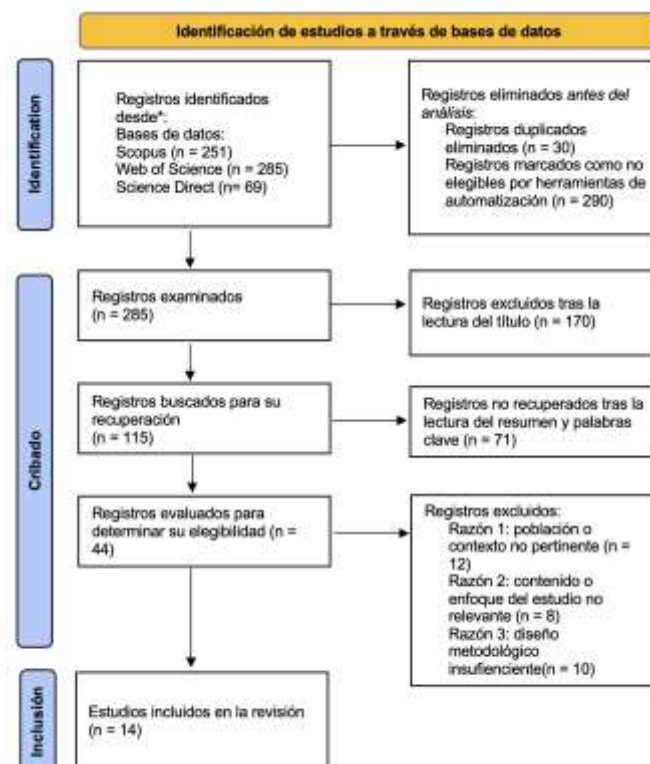 Identificación de estudios a través de bases de datos
Identification
Registros identificados
desde*:
Bases de datos:
Scopus (n = 251)
Web of Science (n = 285)
Science Direct (n= 69)
Registros eliminados antes del
análisis:
Registros duplicados
eliminados (n = 30)
Registros marcados como no
elegibles por herramientas de
automatización (n = 290)
Cribado
Registros examinados
(n = 285)
Registros excluidos tras la
lectura del título (n = 170)
Registros buscados para su
recuperación
(n = 115)
Registros no recuperados tras la
lectura del resumen y palabras
clave (n = 71)
Registros evaluados para
determinar su elegibilidad (n =
44)
Registros excluidos:
Razón 1: población o
contexto no pertinente (n =
12)
Razón 2: contenido o
enfoque del estudio no
relevante (n = 8)
Razón 3: diseño
metodológico
insufienciente(n = 10)
Inclusión
Estudios incluidos en la revisión
(n = 14)